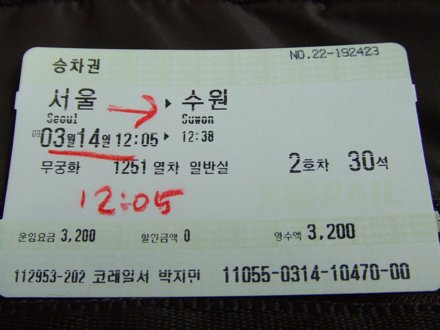 NO.22-192423
승차권
서울 ▶ 수원
Seoul Suwon
03월 14일 12:05 ▶ 12:38
무궁화 1251 열차 일반실 2호차 30석
12:05
운임요금 3,200 할인금액 0 영수액 3,200
112953-202 코레일서 박지만 11055-0314-10470-00